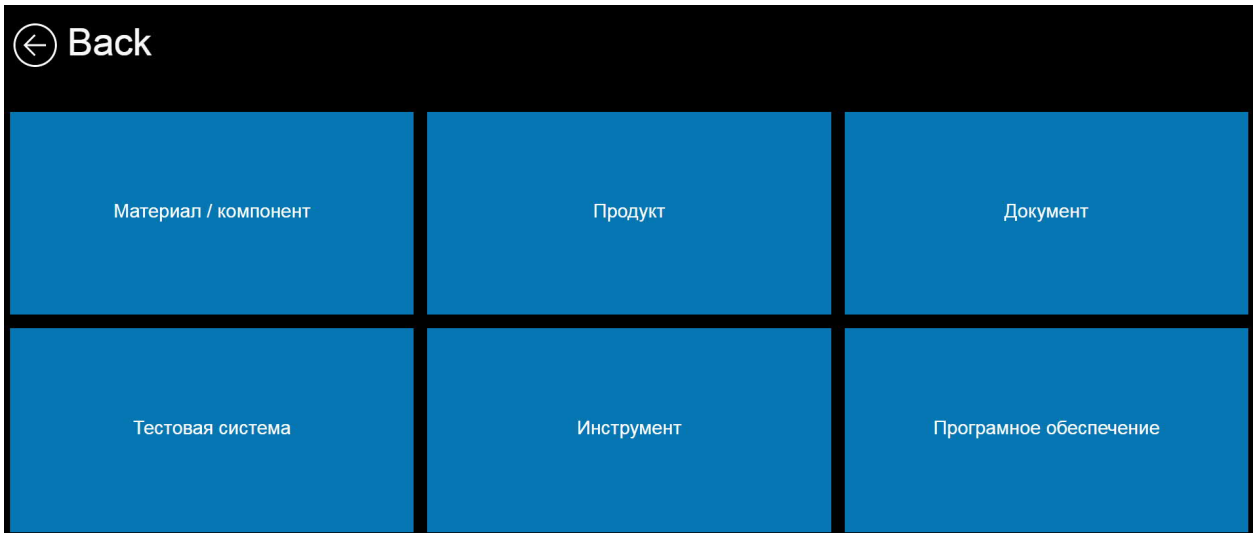 Back
Материал / компонент
Продукт
Документ
Тестовая система
Инструмент
Програмное обеспечение